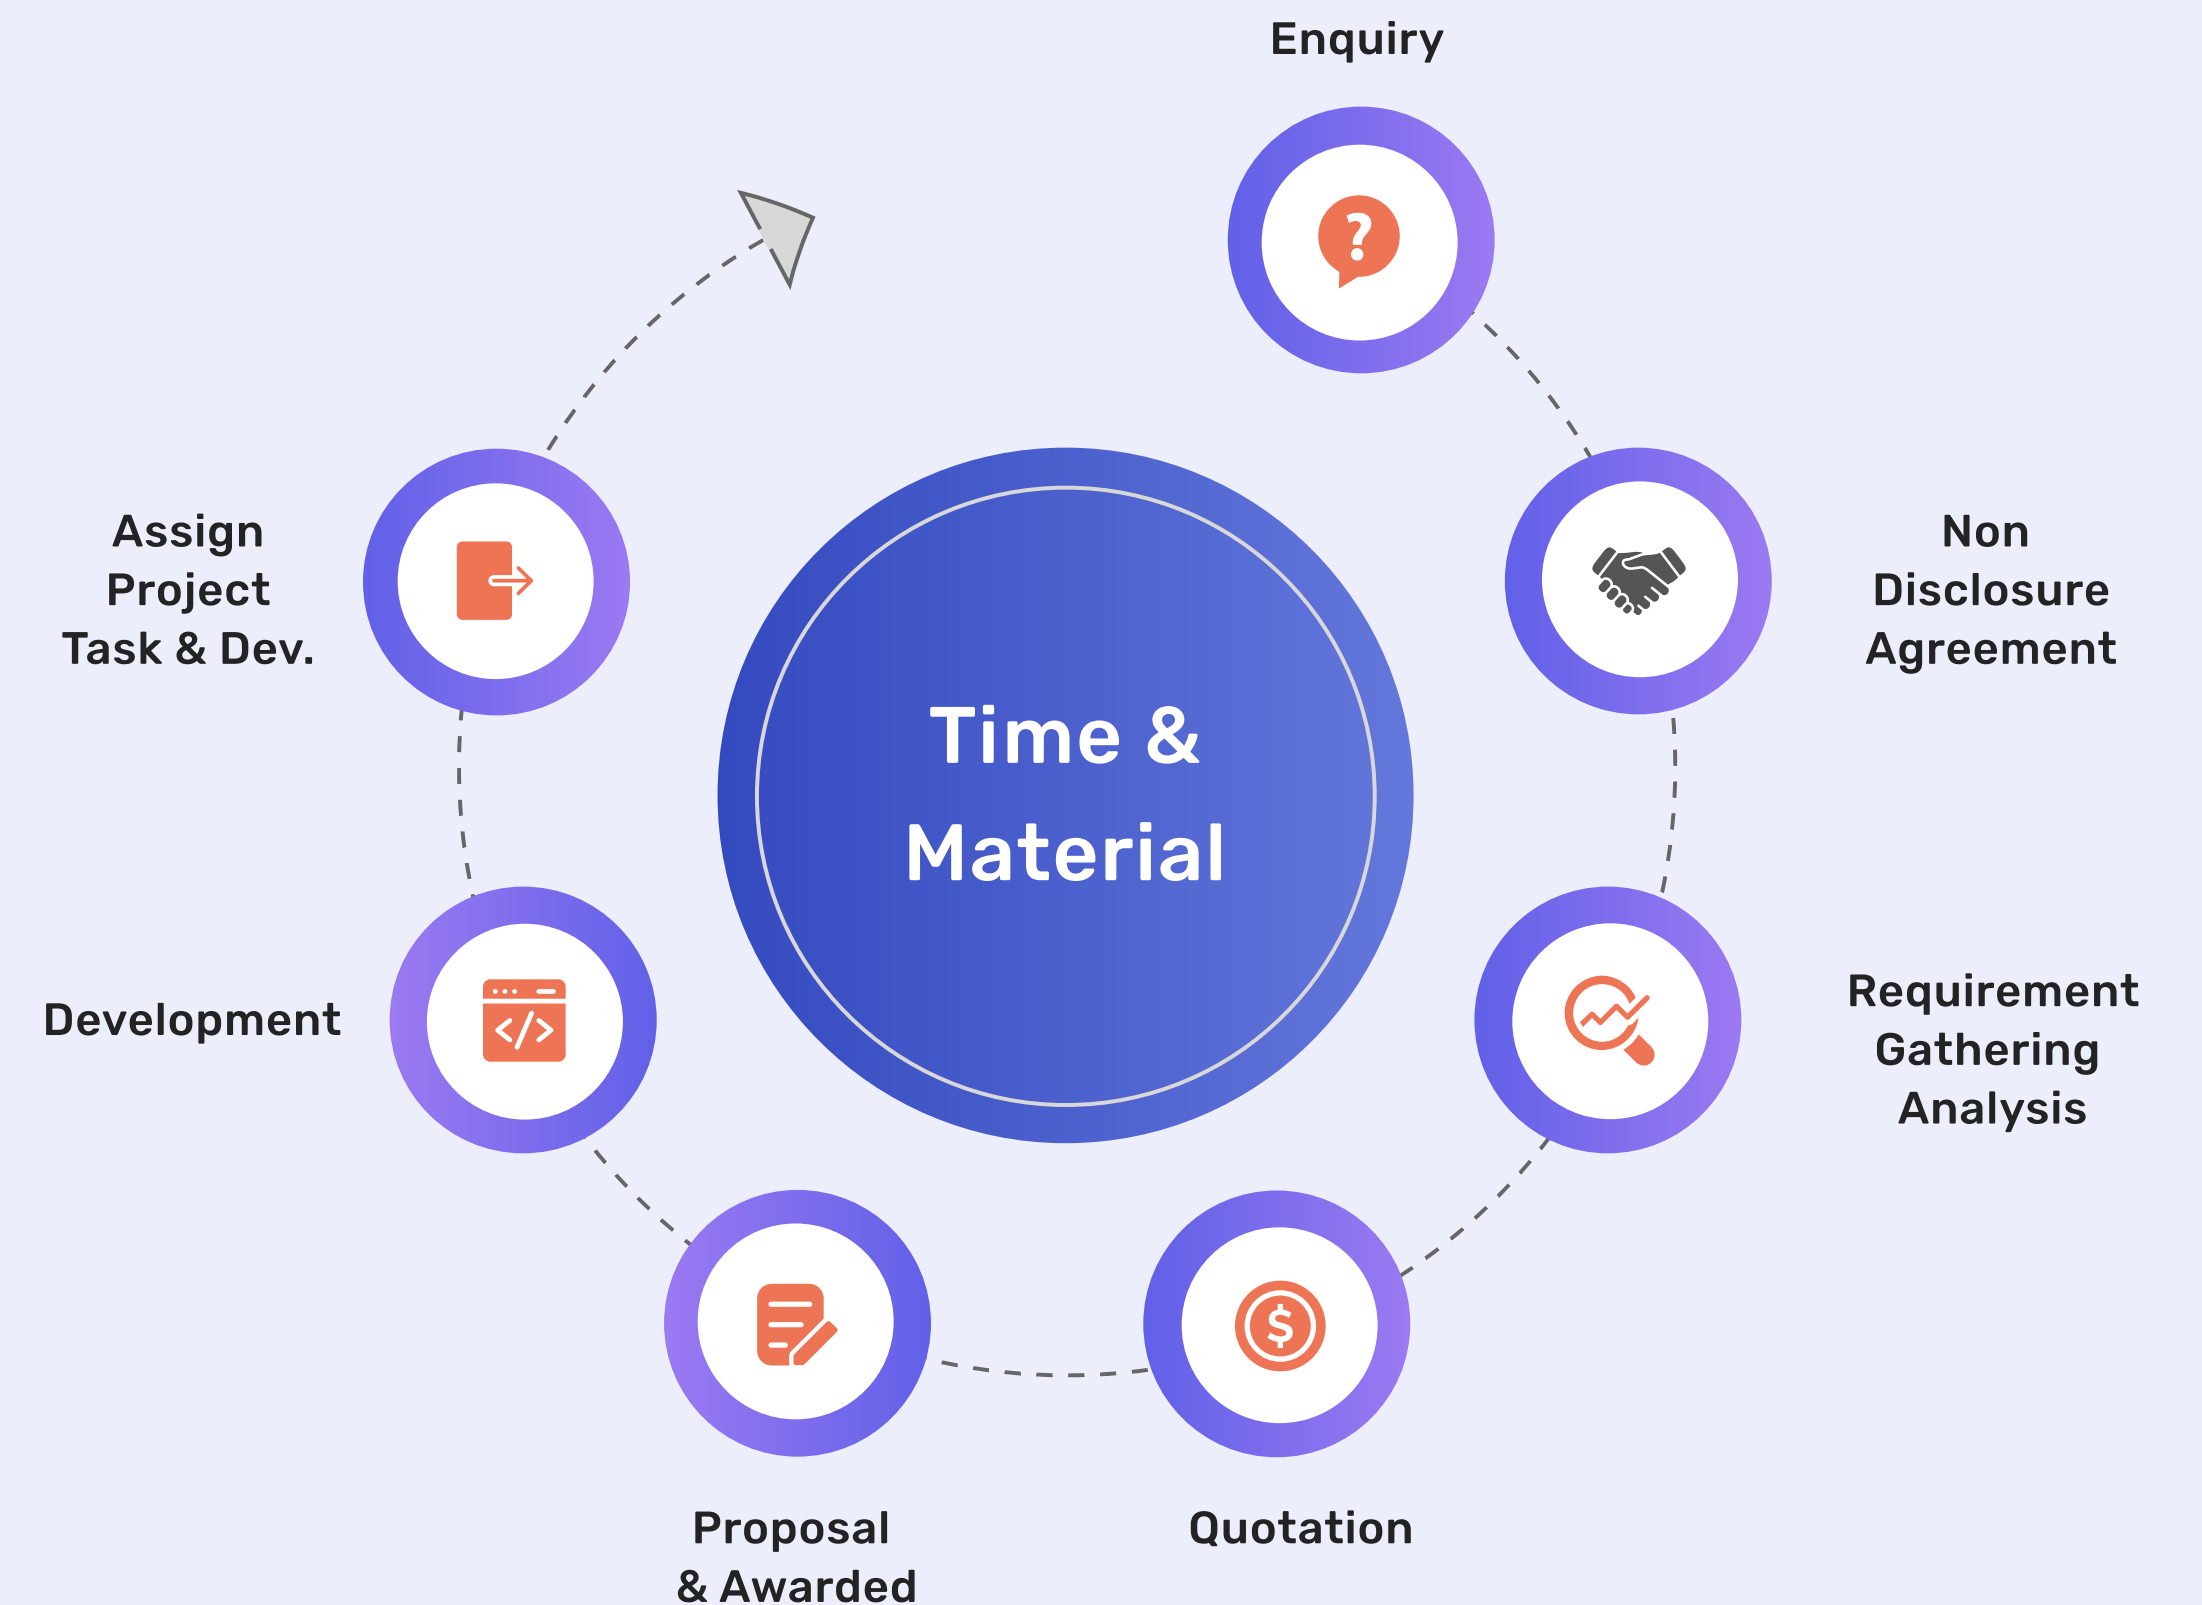 Enquiry
Non
Disclosure
Agreement
Requirement
Gathering
Analysis
Quotation
Proposal
& Awarded
Development
Assign
Project
Task & Dev.
Time &
Material
?
$
</>